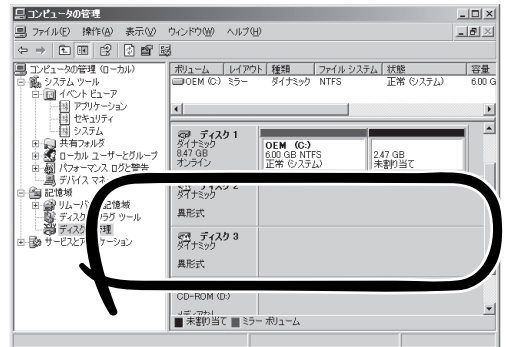 コンピュータの管理
ファイル(F) 操作(A) 表示(V) ウィンドウ(W) ヘルプ(H)
コンピュータの管理 (ローカル)
システム ツール
イベント ビューア
アプリケーション
セキュリティ
システム
共有フォルダ
ローカル ユーザーとグループ
パフォーマンス ログと警告
デバイス マネ
記憶域
リムーバ 記憶域
ディスク フラグ ツール
ディスク 管理
サービスとアプリケーション
ボリューム レイアウト 種類 ファイル システム 状態 容量
OEM (C:) ミラー ダイナミック NTFS 正常 (システム) 6.00 G
ディスク 1
ダイナミック
8.47 GB
オンライン
OEM (C:)
6.00 GB NTFS
正常 (システム)
2.47 GB
未割り当て
ディスク 2
ダイナミック
異形式
ディスク 3
ダイナミック
異形式
CD-ROM (D:)
未割り当て ミラー ボリューム